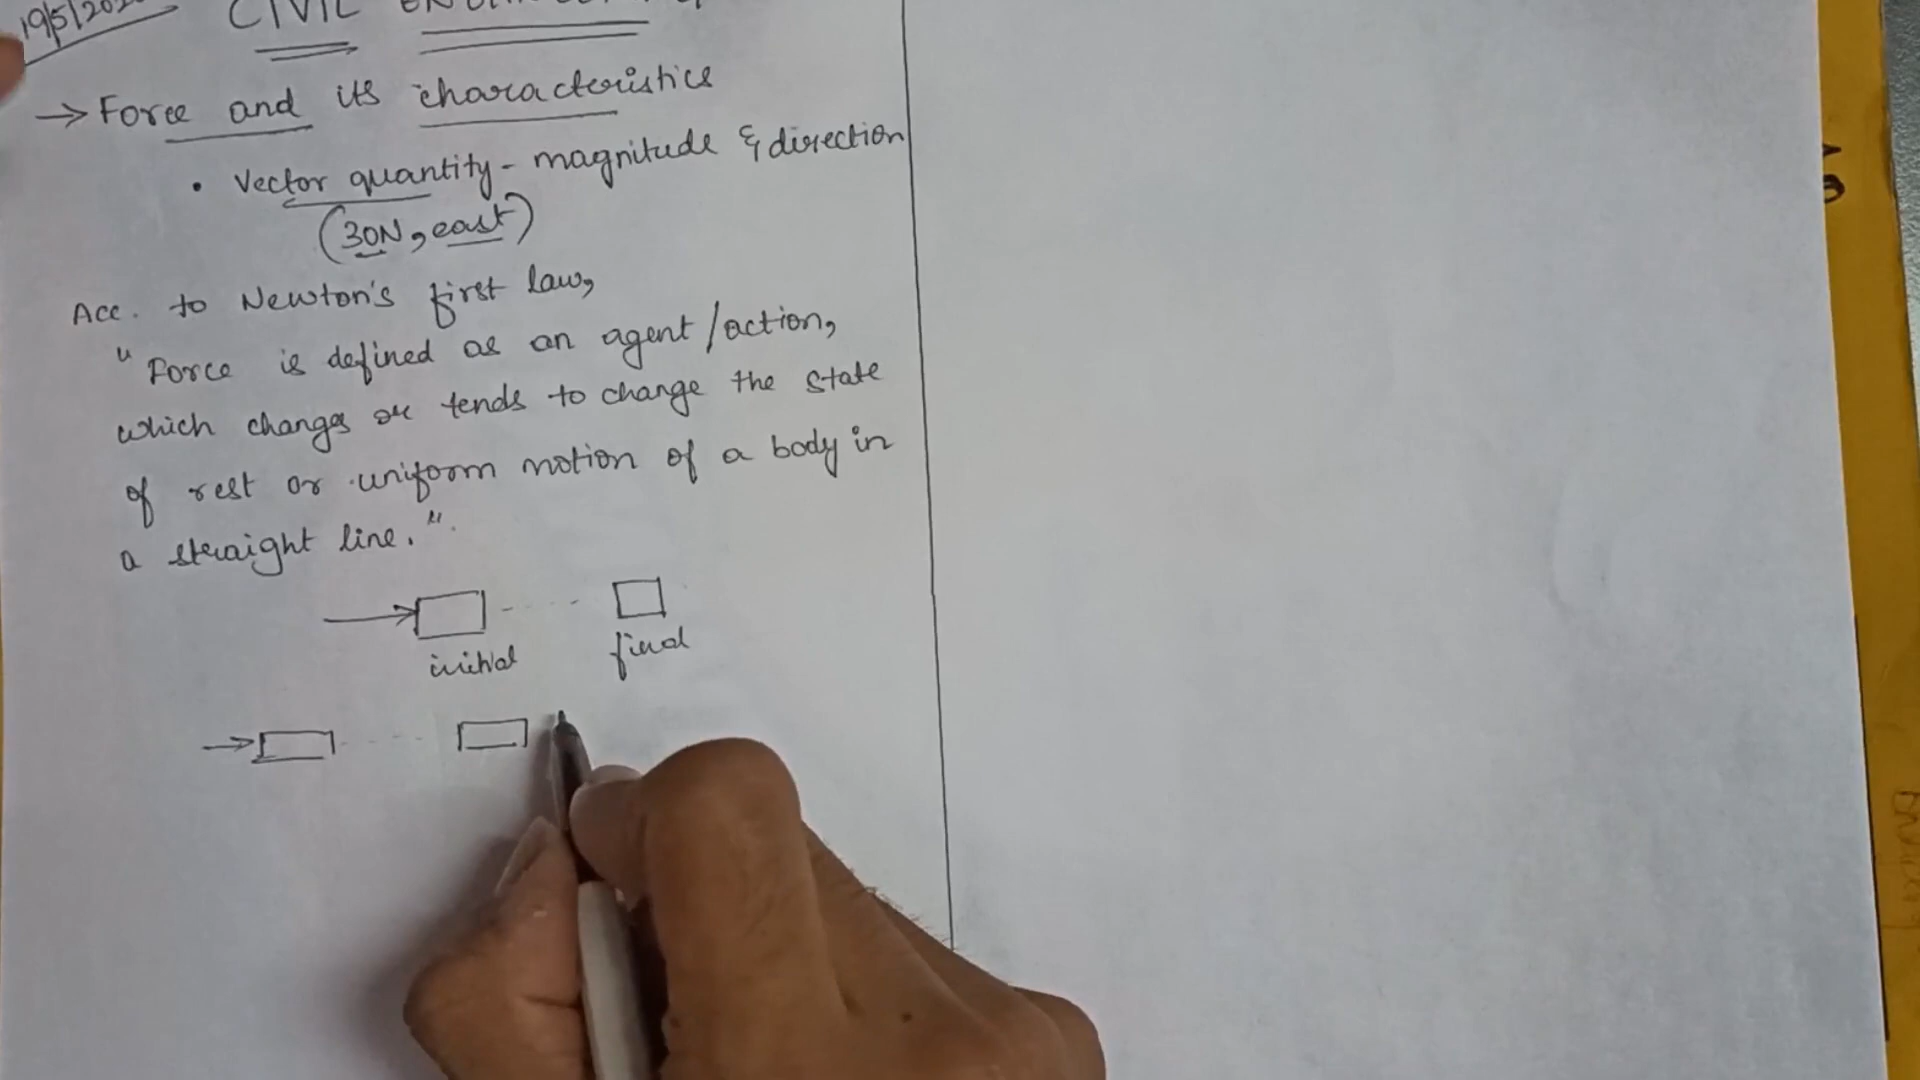 CIVIL
→ Force and its characteristics
• Vector quantity - magnitude & direction
(30N, east)
Acc. to Newton's first law,
"Force is defined as an agent/action,
which changes or tends to change the state
of rest or uniform motion of a body in
a straight line.".
initial final